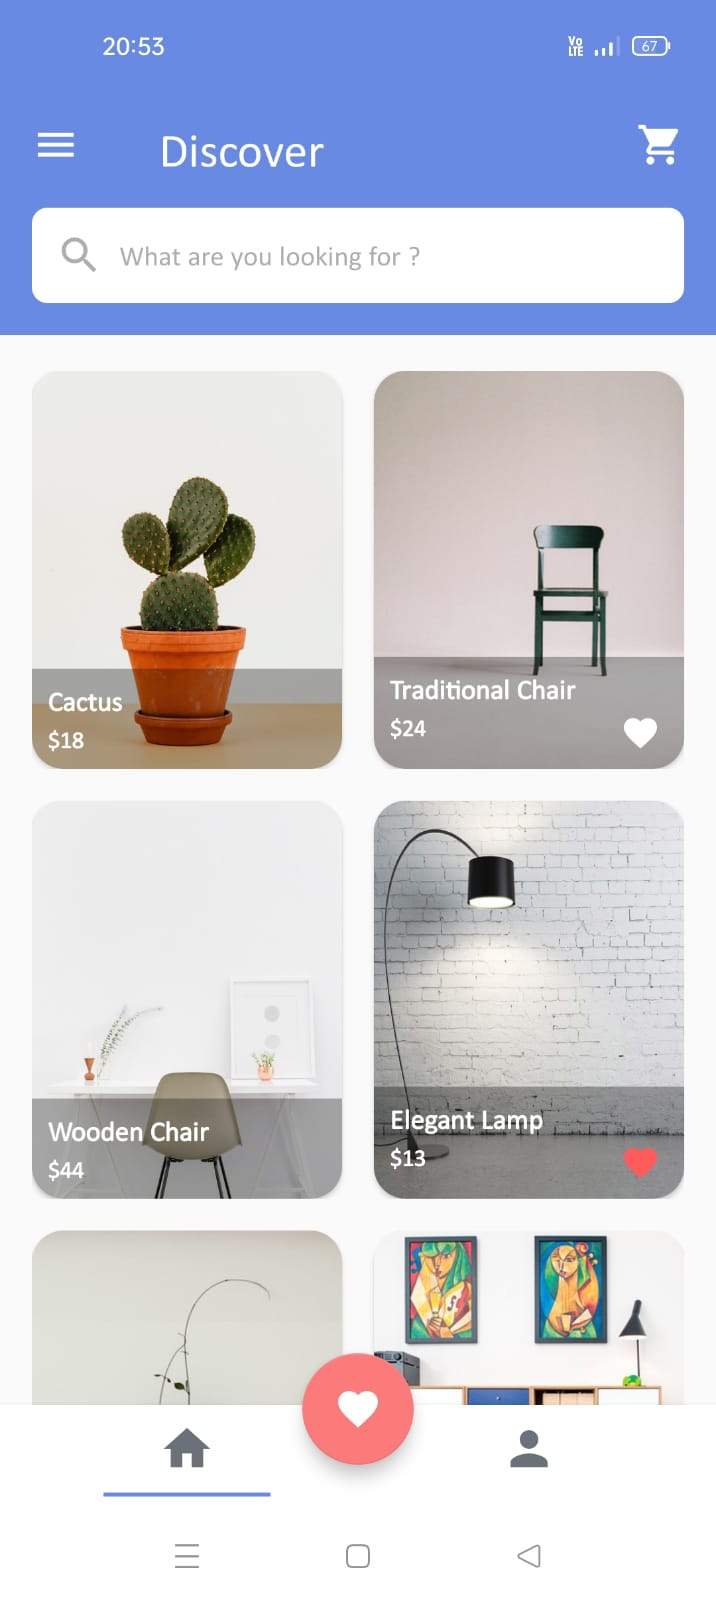 20:53
Vo
LTE
67
Discover
What are you looking for ?
Cactus
$18
Traditional Chair
$24
Wooden Chair
$44
Elegant Lamp
$13